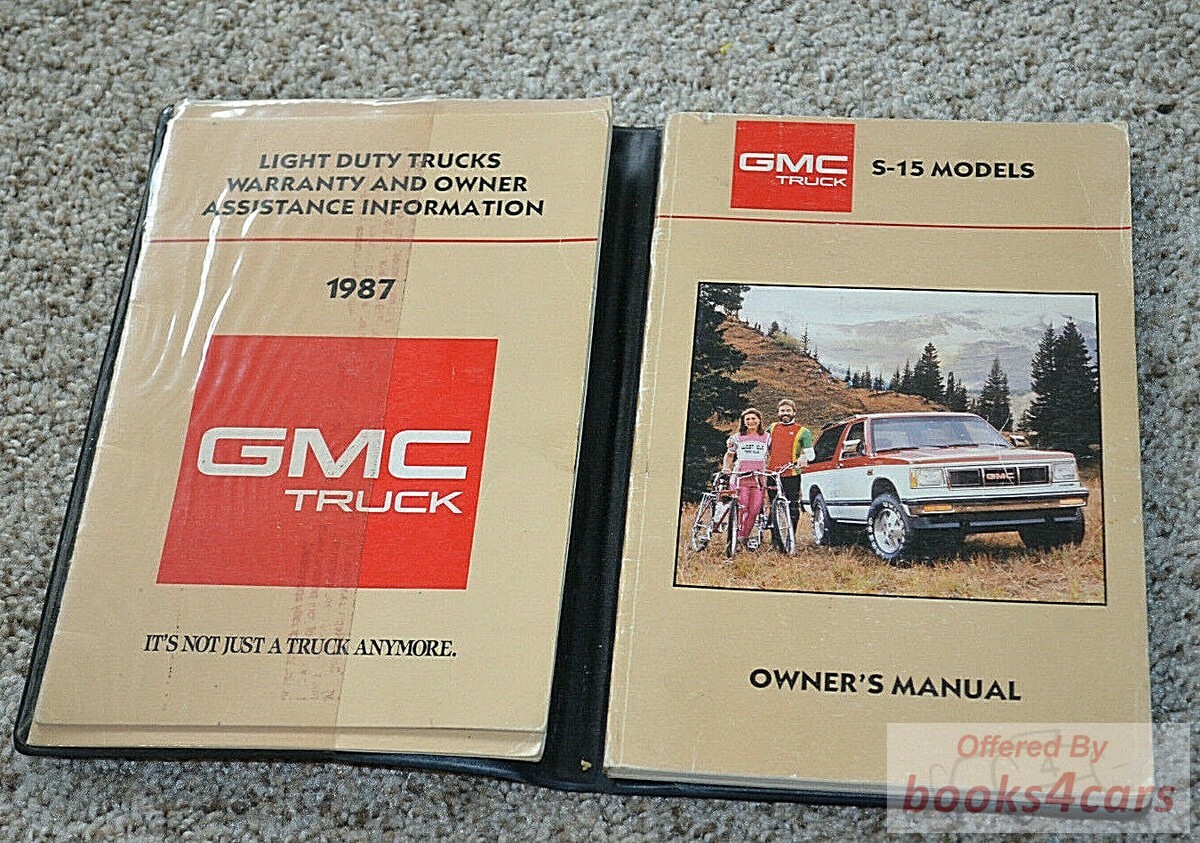 LIGHT DUTY TRUCKS
WARRANTY AND OWNER
ASSISTANCE INFORMATION
1987
GMC
TRUCK
IT'S NOT JUST A TRUCK ANYMORE.
GMC
TRUCK
S-15 MODELS
GMC
OWNER'S MANUAL
Offered By
books4cars